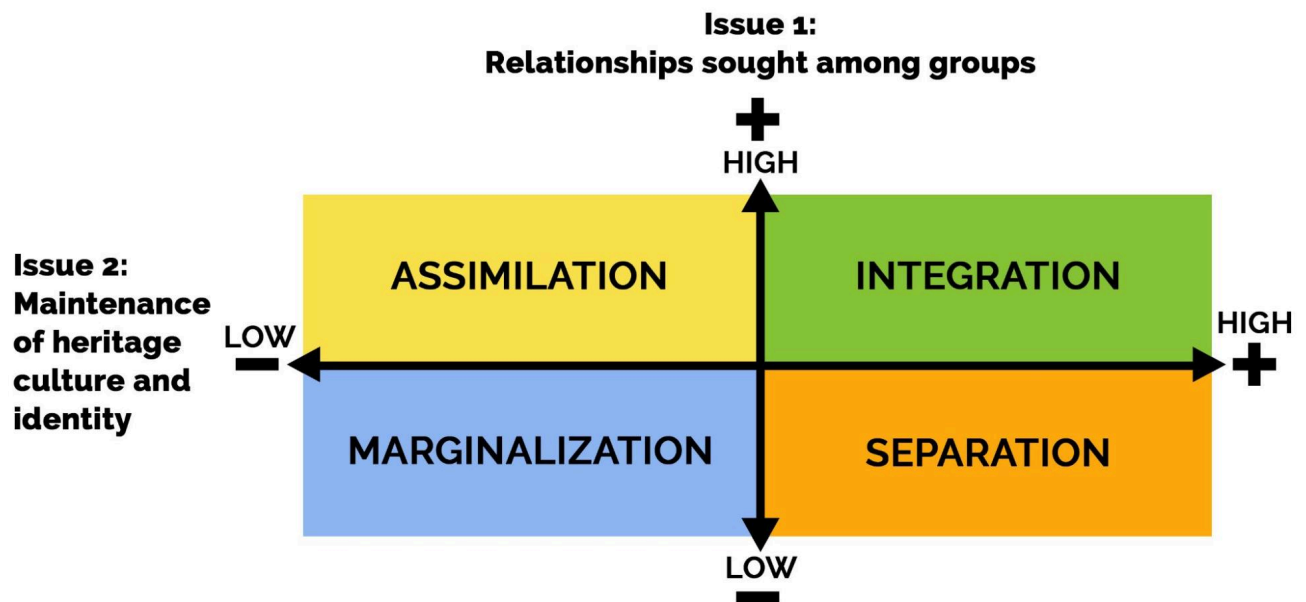 Issue 1:
Relationships sought among groups
+
HIGH
ASSIMILATION
INTEGRATION
Issue 2:
Maintenance
of heritage
culture and
identity
LOW
−
HIGH
+
MARGINALIZATION
SEPARATION
LOW
−